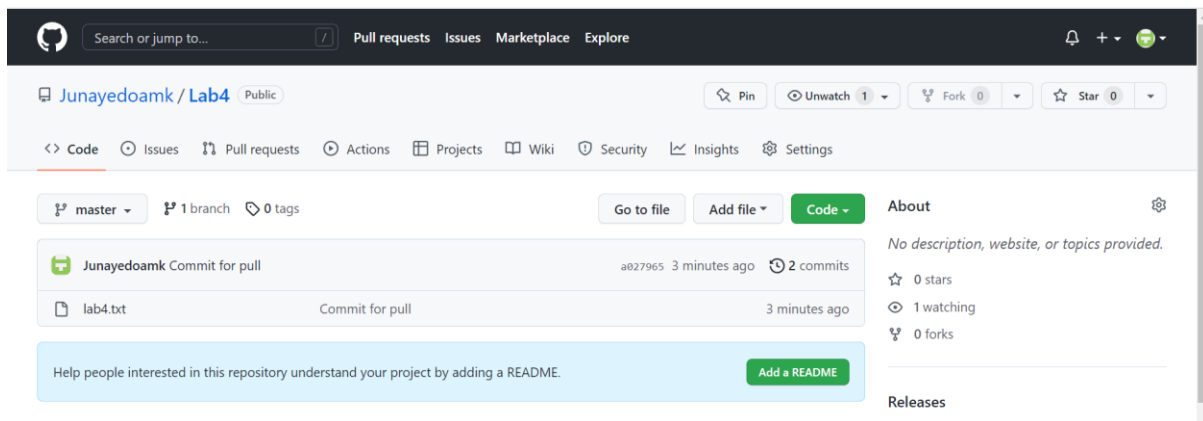 Search or jump to... /
Pull requests Issues Marketplace Explore
Junayedoamk / Lab4 Public
Pin Unwatch 1 Fork 0 Star 0
<> Code Issues Pull requests Actions Projects Wiki Security Insights Settings
master 1 branch 0 tags
Go to file Add file Code
Junayedoamk Commit for pull a027965 3 minutes ago 2 commits
lab4.txt Commit for pull 3 minutes ago
Help people interested in this repository understand your project by adding a README. Add a README
About
No description, website, or topics provided.
0 stars
1 watching
0 forks
Releases